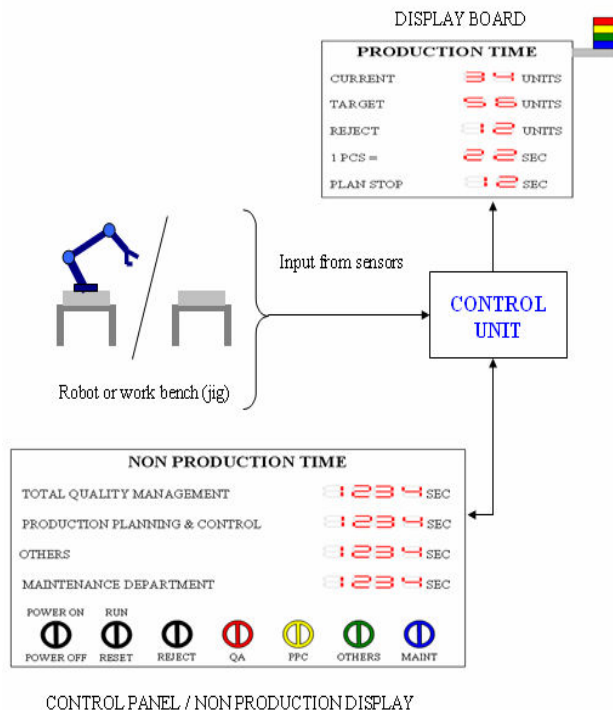 DISPLAY BOARD
PRODUCTION TIME
CURRENT 34 UNITS
TARGET 56 UNITS
REJECT 12 UNITS
1 PCS = 22 SEC
PLAN STOP 12 SEC
Input from sensors
CONTROL
UNIT
Robot or work bench (jig)
NON PRODUCTION TIME
TOTAL QUALITY MANAGEMENT 1234 SEC
PRODUCTION PLANNING & CONTROL 1234 SEC
OTHERS 1234 SEC
MAINTENANCE DEPARTMENT 1234 SEC
POWER ON RUN
POWER OFF RESET REJECT QA PPC OTHERS MAINT
CONTROL PANEL / NON PRODUCTION DISPLAY